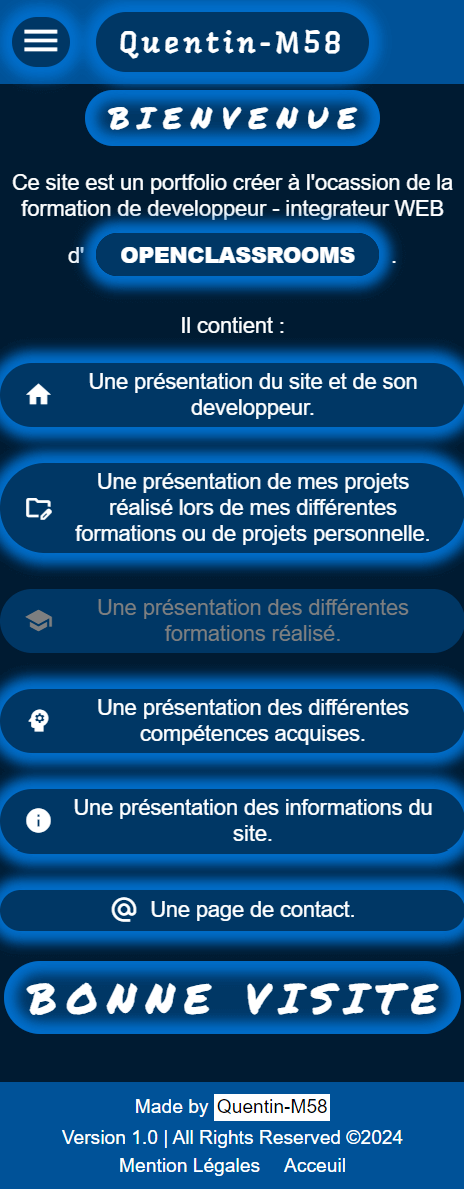 Quentin-M58
BIENVENUE
Ce site est un portfolio créer à l'ocassion de la
formation de developpeur - integrateur WEB
d' OPENCLASSROOMS .
Il contient :
Une présentation du site et de son
developpeur.
Une présentation de mes projets
réalisé lors de mes différentes
formations ou de projets personnelle.
Une présentation des différentes
formations réalisé.
Une présentation des différentes
compétences acquises.
Une présentation des informations du
site.
Une page de contact.
BONNE VISITE
Made by Quentin-M58
Version 1.0 | All Rights Reserved ©2024
Mention Légales Acceuil